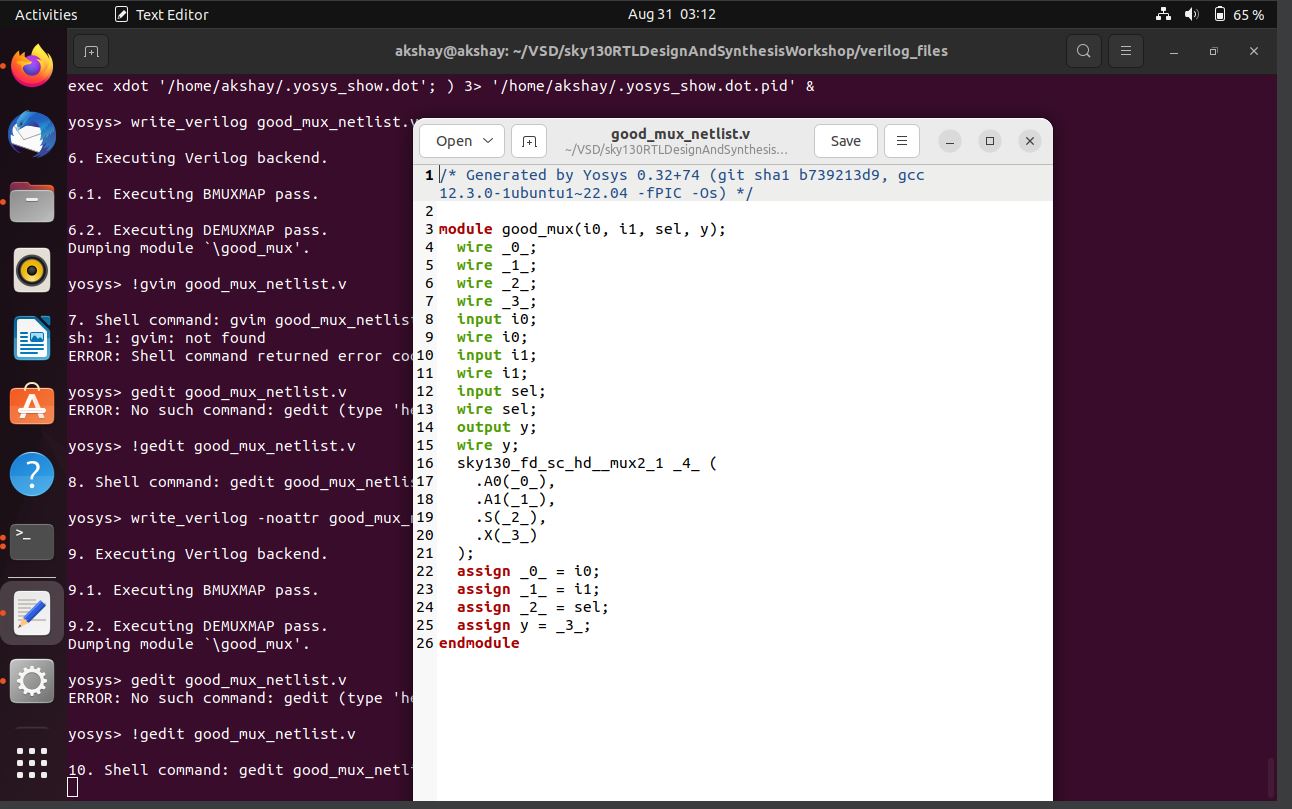 Activities
Text Editor
Aug 31 03:12
65 %
akshay@akshay: ~/VSD/sky130RTLDesignAndSynthesisWorkshop/verilog_files
exec xdot '/home/akshay/.yosys_show.dot'; ) 3> '/home/akshay/.yosys_show.dot.pid' &
yosys> write_verilog good_mux_netlist.v
6. Executing Verilog backend.
6.1. Executing BMUXMAP pass.
6.2. Executing DEMUXMAP pass.
Dumping module `\good_mux'.
yosys> !gvim good_mux_netlist.v
7. Shell command: gvim good_mux_netlist
sh: 1: gvim: not found
ERROR: Shell command returned error co
yosys> gedit good_mux_netlist.v
ERROR: No such command: gedit (type 'he
yosys> !gedit good_mux_netlist.v
8. Shell command: gedit good_mux_netlis
yosys> write_verilog -noattr good_mux_
9. Executing Verilog backend.
9.1. Executing BMUXMAP pass.
9.2. Executing DEMUXMAP pass.
Dumping module `\good_mux'.
yosys> gedit good_mux_netlist.v
ERROR: No such command: gedit (type 'he
yosys> !gedit good_mux_netlist.v
10. Shell command: gedit good_mux_netl
Open
good_mux_netlist.v
~/VSD/sky130RTLDesignAndSynthesis...
Save
1 /* Generated by Yosys 0.32+74 (git sha1 b739213d9, gcc
12.3.0-1ubuntu1~22.04 -fPIC -Os) */
2
3 module good_mux(i0, i1, sel, y);
4 wire _0_;
5 wire _1_;
6 wire _2_;
7 wire _3_;
8 input i0;
9 wire i0;
10 input i1;
11 wire i1;
12 input sel;
13 wire sel;
14 output y;
15 wire y;
16 sky130_fd_sc_hd__mux2_1 _4_ (
17 .A0(_0_),
18 .A1(_1_),
19 .S(_2_),
20 .X(_3_)
21 );
22 assign _0_ = i0;
23 assign _1_ = i1;
24 assign _2_ = sel;
25 assign y = _3_;
26 endmodule